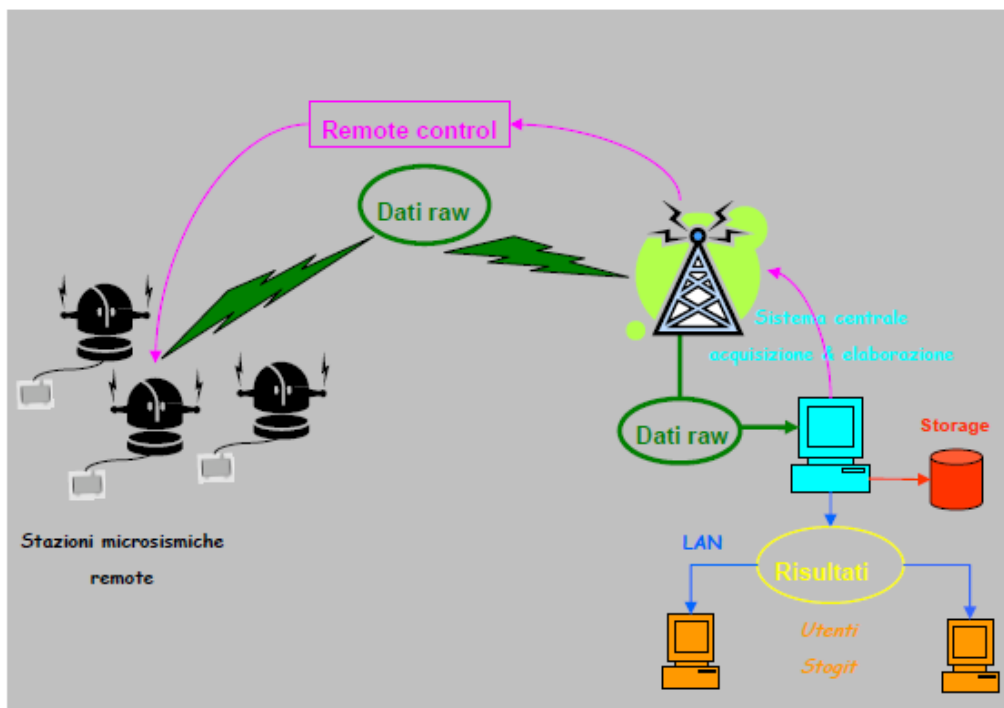 Remote control
Dati raw
Sistema centrale
acquisizione & elaborazione
Dati raw
Storage
Stazioni microsismiche
remote
LAN
Risultati
Utenti
Stogit